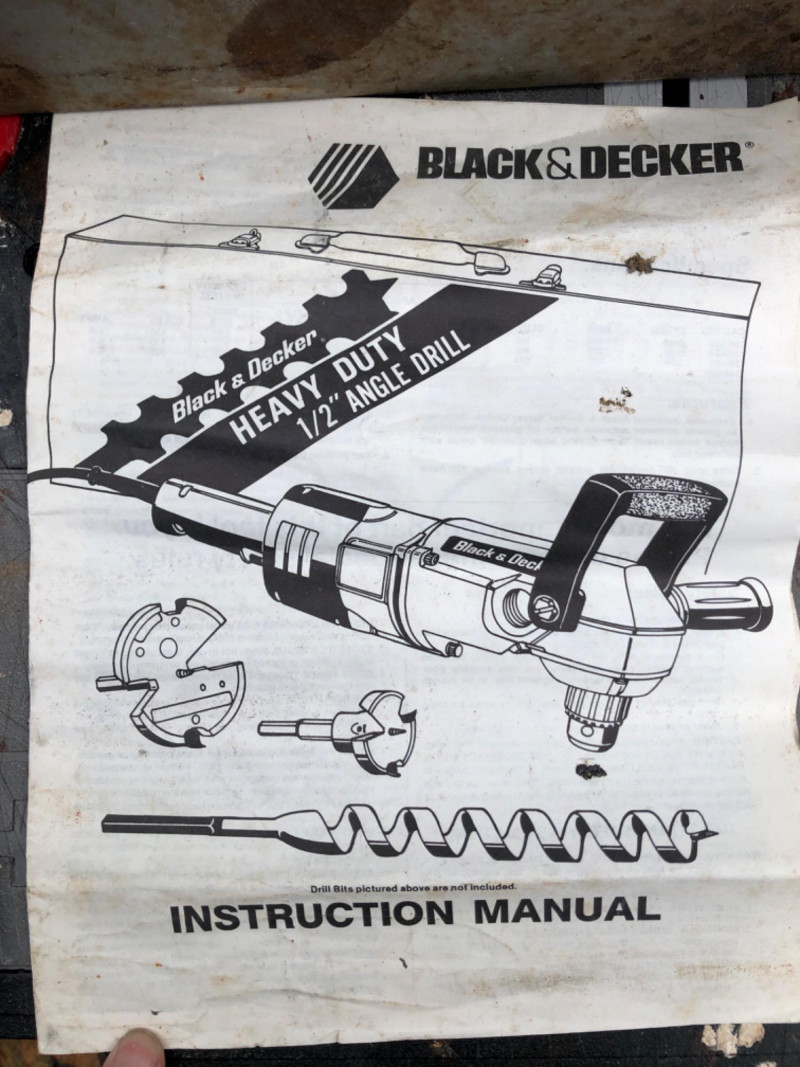 BLACK&DECKER®
Black & Decker
HEAVY DUTY
1/2" ANGLE DRILL
Black & Deck
Drill Bits pictured above are not included.
INSTRUCTION MANUAL